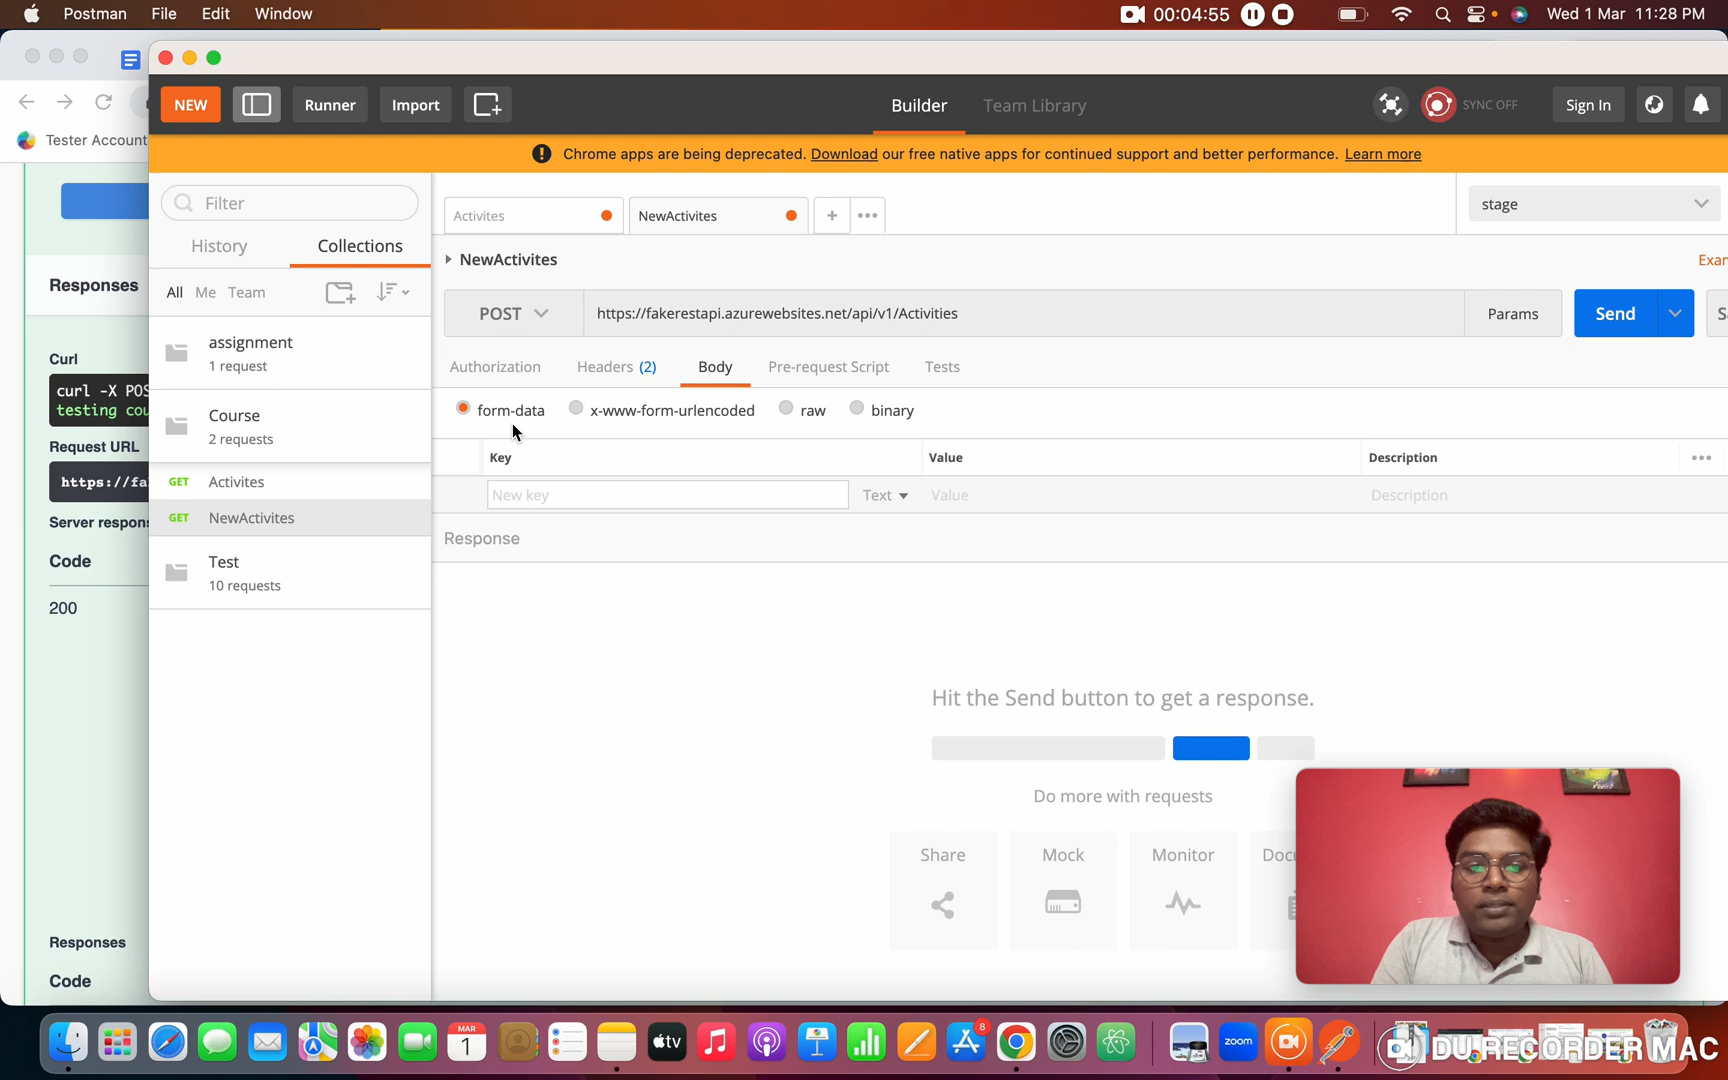 Postman File Edit Window 00:04:55 Wed 1 Mar 11:28 PM
NEW Runner Import Builder Team Library SYNC OFF Sign In
Tester Account
Chrome apps are being deprecated. Download our free native apps for continued support and better performance. Learn more
Filter
History Collections
All Me Team
assignment
1 request
Course
2 requests
GET Activites
GET NewActivites
Test
10 requests
Activites NewActivites
stage
NewActivites
POST https://fakerestapi.azurewebsites.net/api/v1/Activities Params Send
Authorization Headers (2) Body Pre-request Script Tests
form-data x-www-form-urlencoded raw binary
Key Value Description
New key Text Value Description
Response
Hit the Send button to get a response.
Do more with requests
Share Mock Monitor
Responses
Curl
curl -X POS
testing cou
Request URL
https://fa
Server respon
Code
200
Responses
Code
MAR
1
tv
8
zoom
DU RECORDER MAC